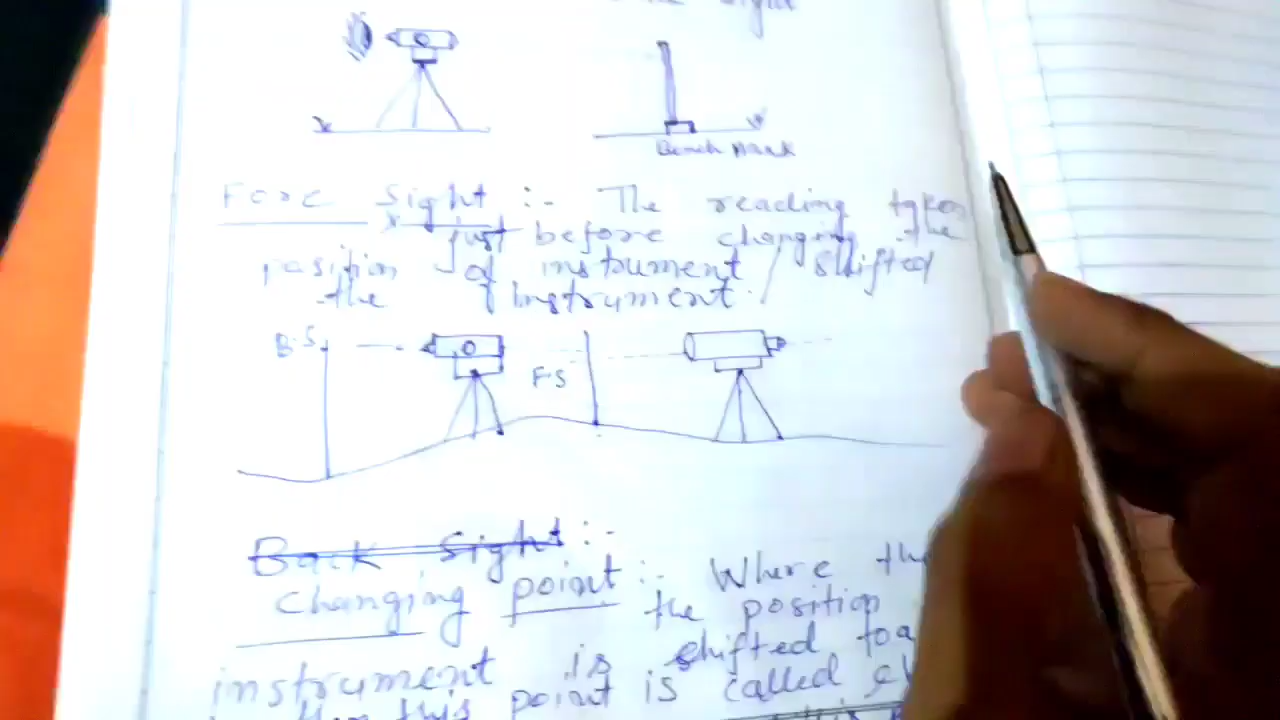 Sight
Bench Mark
Fore Sight :- The reading taken
just before changing the
position of instrument / shifted
the instrument.
B.S
F.S
Back Sight :-
Changing point :- Where the
the position
instrument is shifted to
this point is called